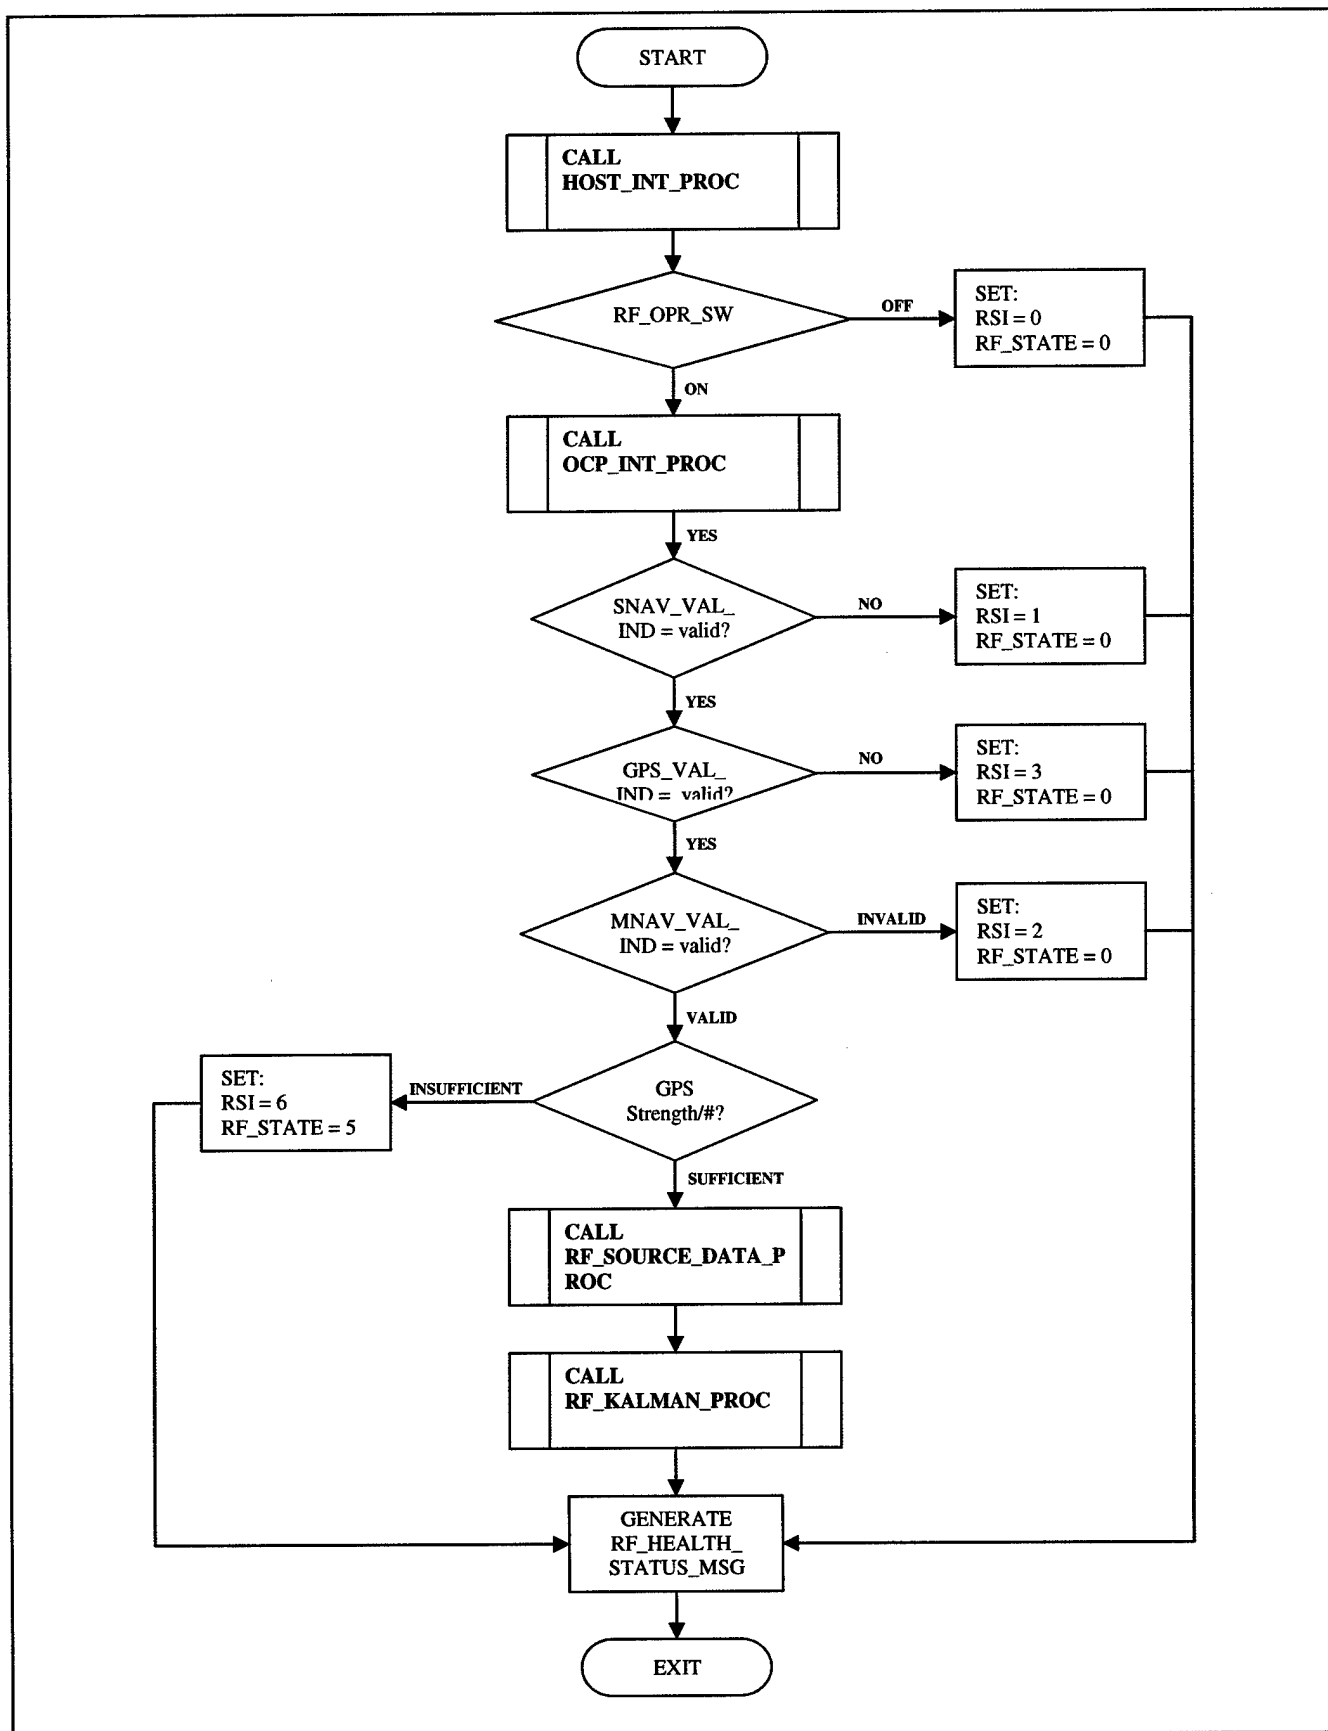 START
CALL
HOST_INT_PROC
RF_OPR_SW
OFF
SET:
RSI = 0
RF_STATE = 0
ON
CALL
OCP_INT_PROC
YES
SNAV_VAL_
IND = valid?
NO
SET:
RSI = 1
RF_STATE = 0
YES
GPS_VAL_
IND = valid?
NO
SET:
RSI = 3
RF_STATE = 0
YES
MNAV_VAL_
IND = valid?
INVALID
SET:
RSI = 2
RF_STATE = 0
VALID
GPS
Strength/#?
INSUFFICIENT
SET:
RSI = 6
RF_STATE = 5
SUFFICIENT
CALL
RF_SOURCE_DATA_P
ROC
CALL
RF_KALMAN_PROC
GENERATE
RF_HEALTH_
STATUS_MSG
EXIT